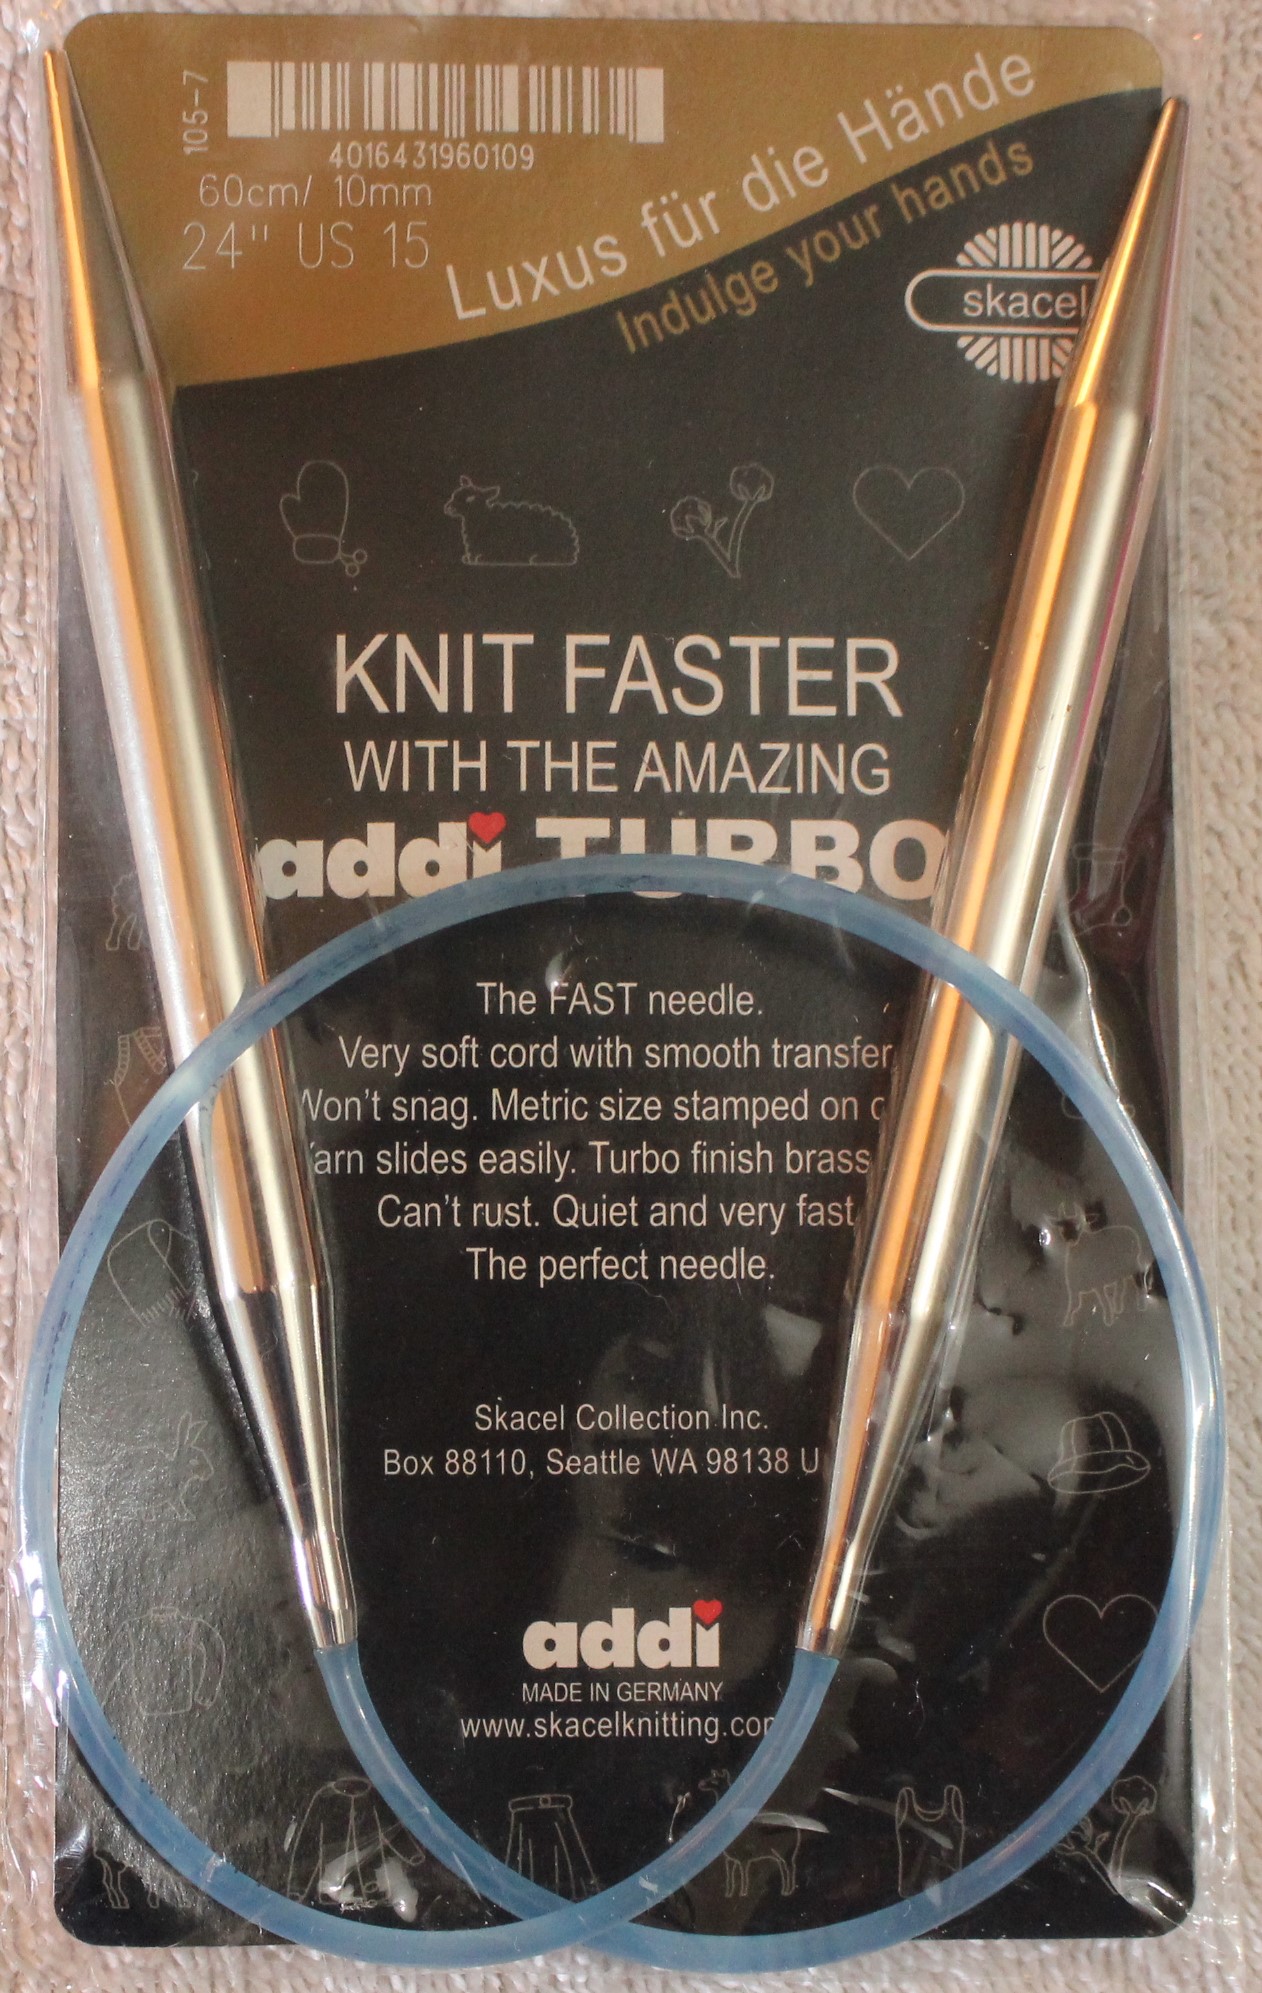 105-7
4016431960109
60cm/ 10mm
24" US 15
Luxus für die Hände
Indulge your hands
skacel
KNIT FASTER
WITH THE AMAZING
addi TURBO
The FAST needle.
Very soft cord with smooth transfer
Won't snag. Metric size stamped on
slides easily. Turbo finish brass
Can't rust. Quiet and very fast
The perfect needle.
Skacel Collection Inc.
Box 88110, Seattle WA 98138
addi
MADE IN GERMANY
www.skacelknitting.com